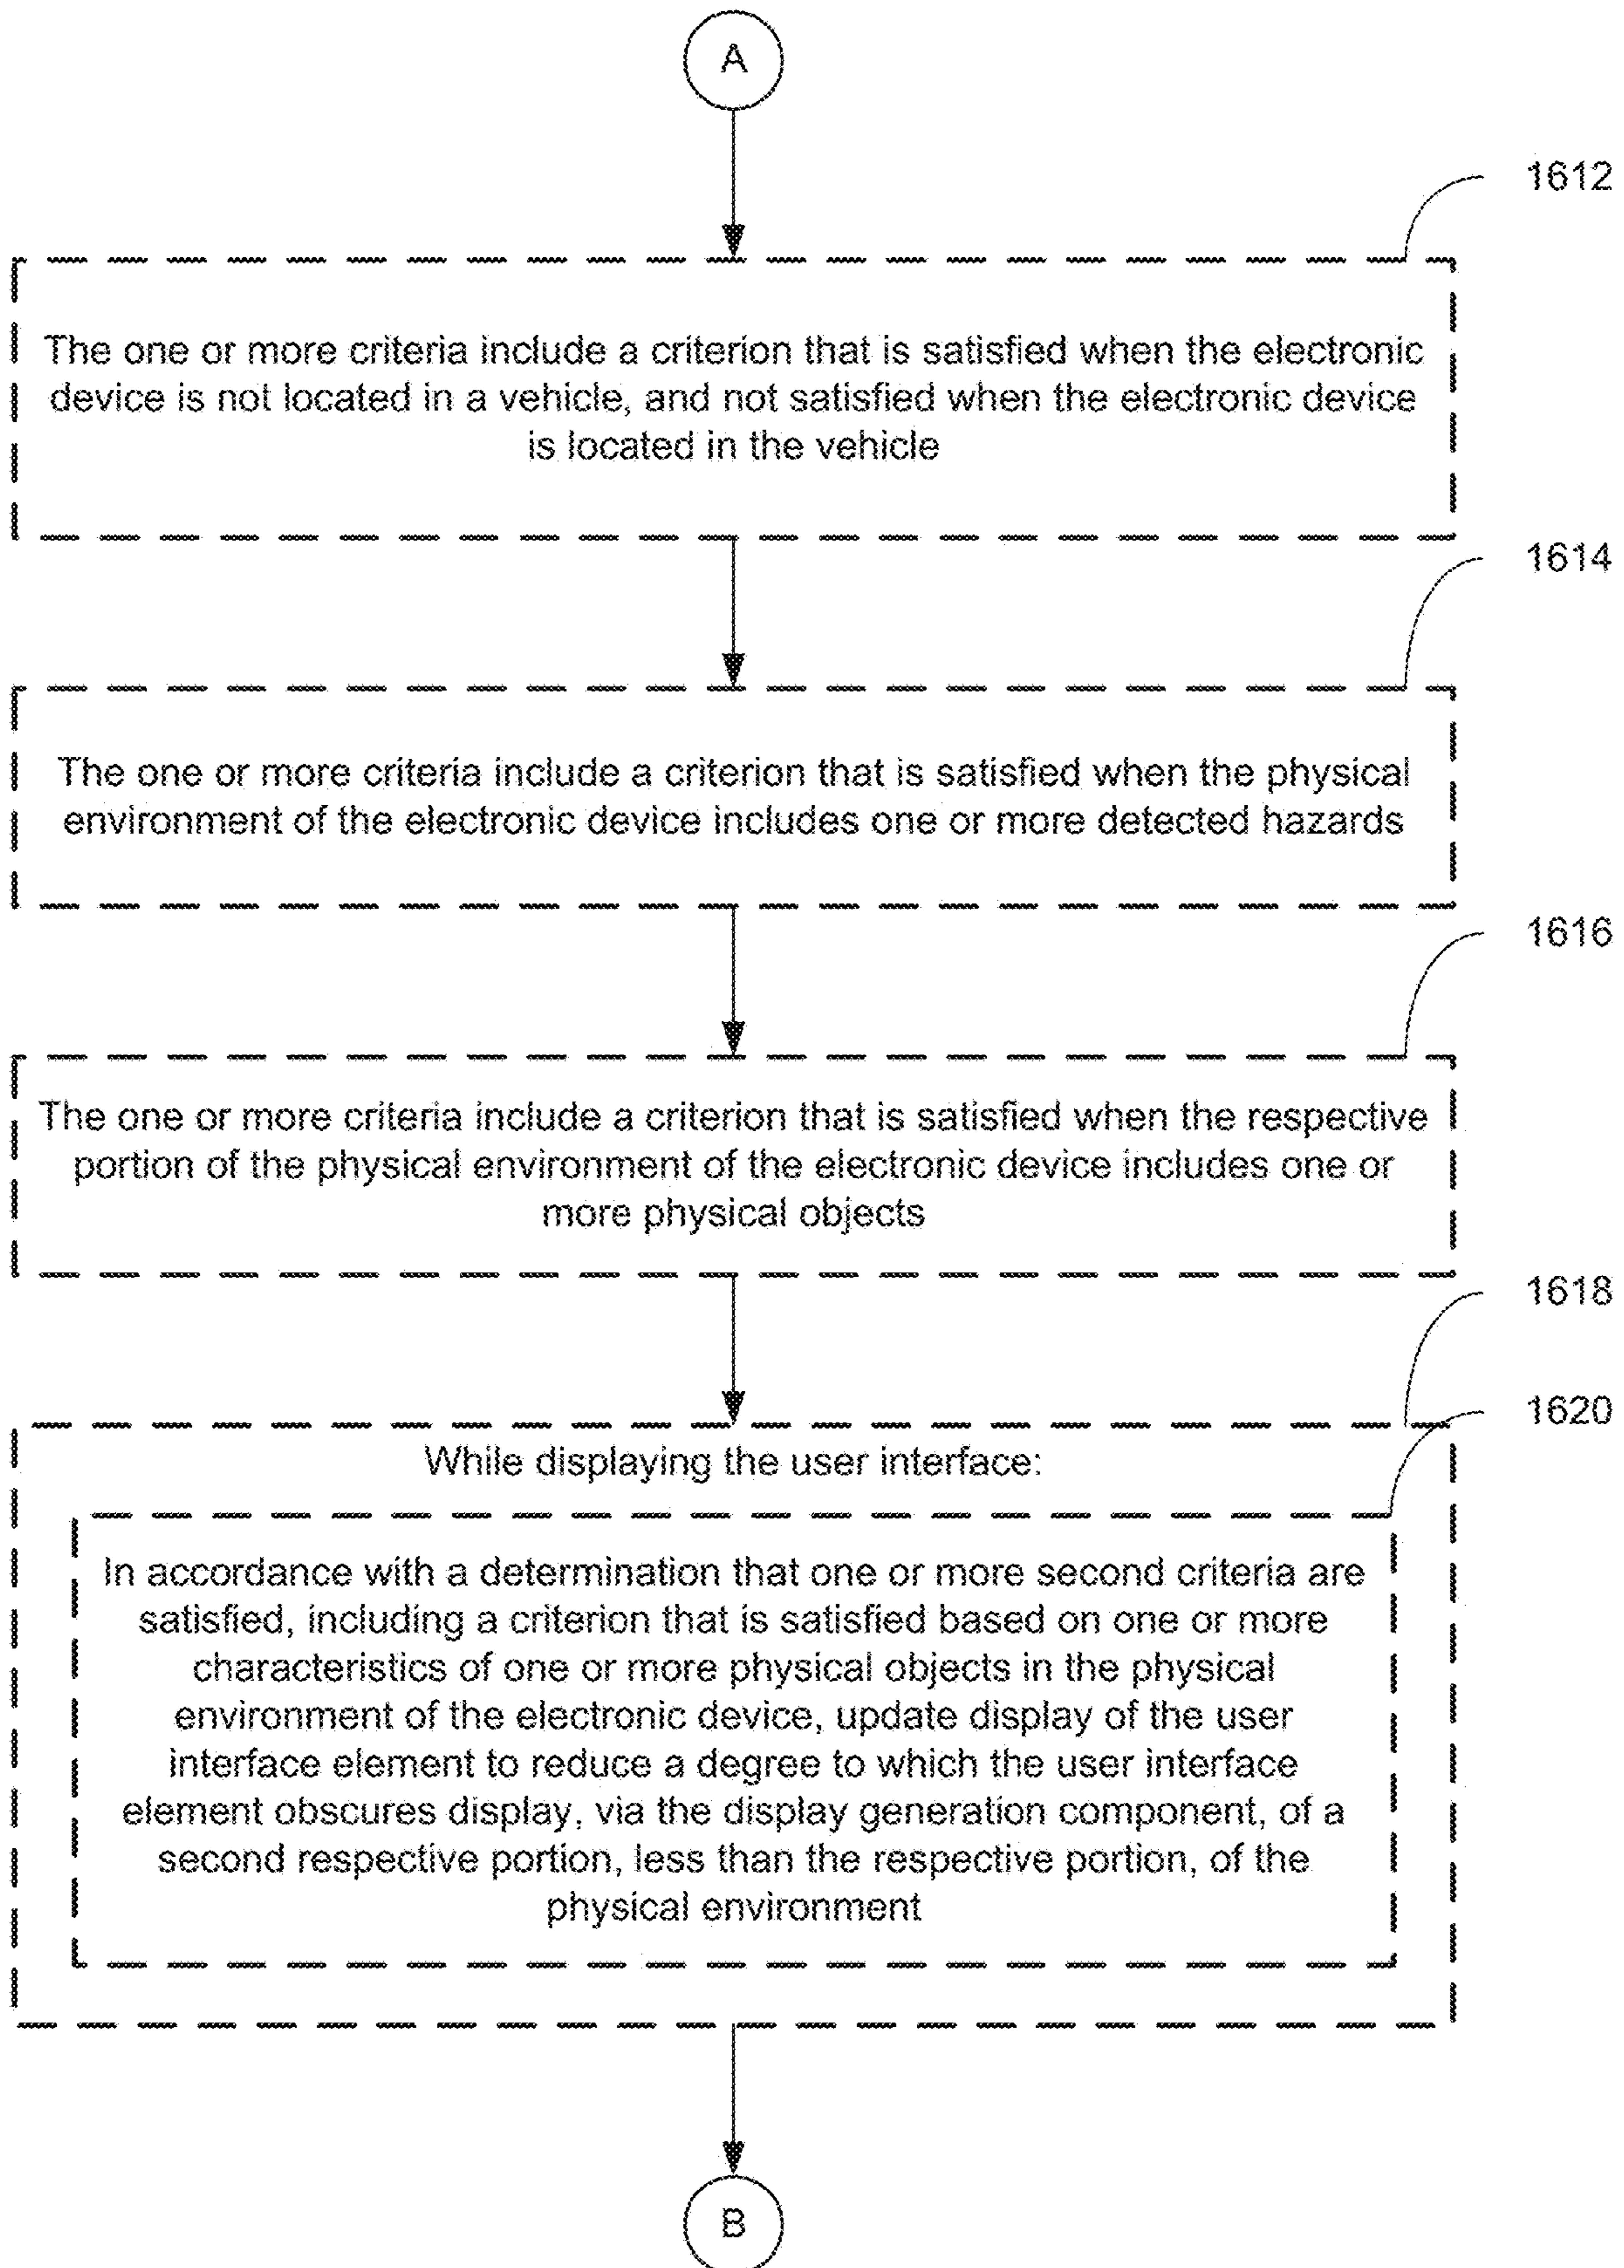 A
1612
The one or more criteria include a criterion that is satisfied when the electronic
device is not located in a vehicle, and not satisfied when the electronic device
is located in the vehicle
1614
The one or more criteria include a criterion that is satisfied when the physical
environment of the electronic device includes one or more detected hazards
1616
The one or more criteria include a criterion that is satisfied when the respective
portion of the physical environment of the electronic device includes one or
more physical objects
1618
1620
While displaying the user interface:
In accordance with a determination that one or more second criteria are
satisfied, including a criterion that is satisfied based on one or more
characteristics of one or more physical objects in the physical
environment of the electronic device, update display of the user
interface element to reduce a degree to which the user interface
element obscures display, via the display generation component, of a
second respective portion, less than the respective portion, of the
physical environment
B